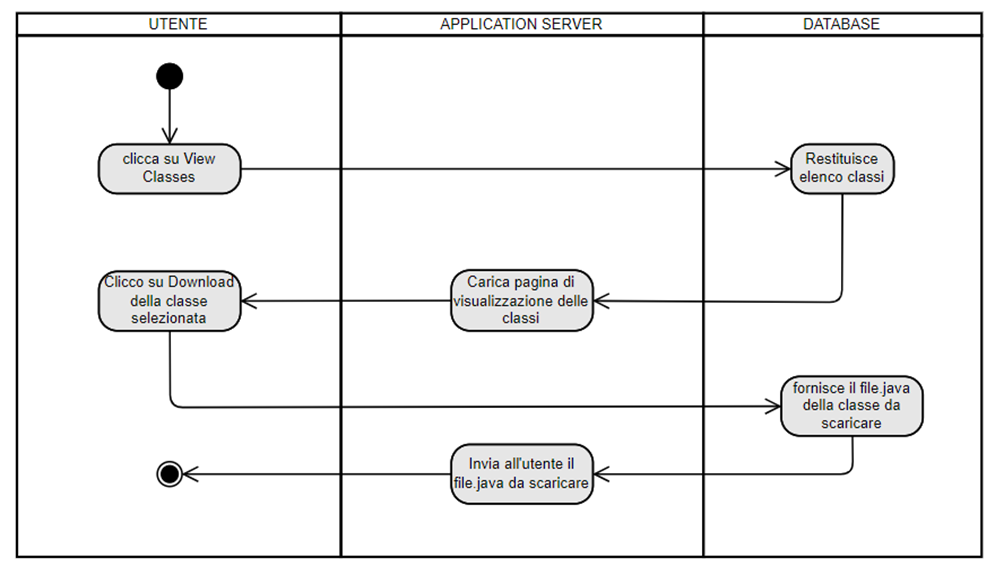 UTENTE
APPLICATION SERVER
DATABASE
clicca su View
Classes
Restituisce
elenco classi
Clicco su Download
della classe
selezionata
Carica pagina di
visualizzazione delle
classi
fornisce il file.java
della classe da
scaricare
Invia all'utente il
file.java da scaricare